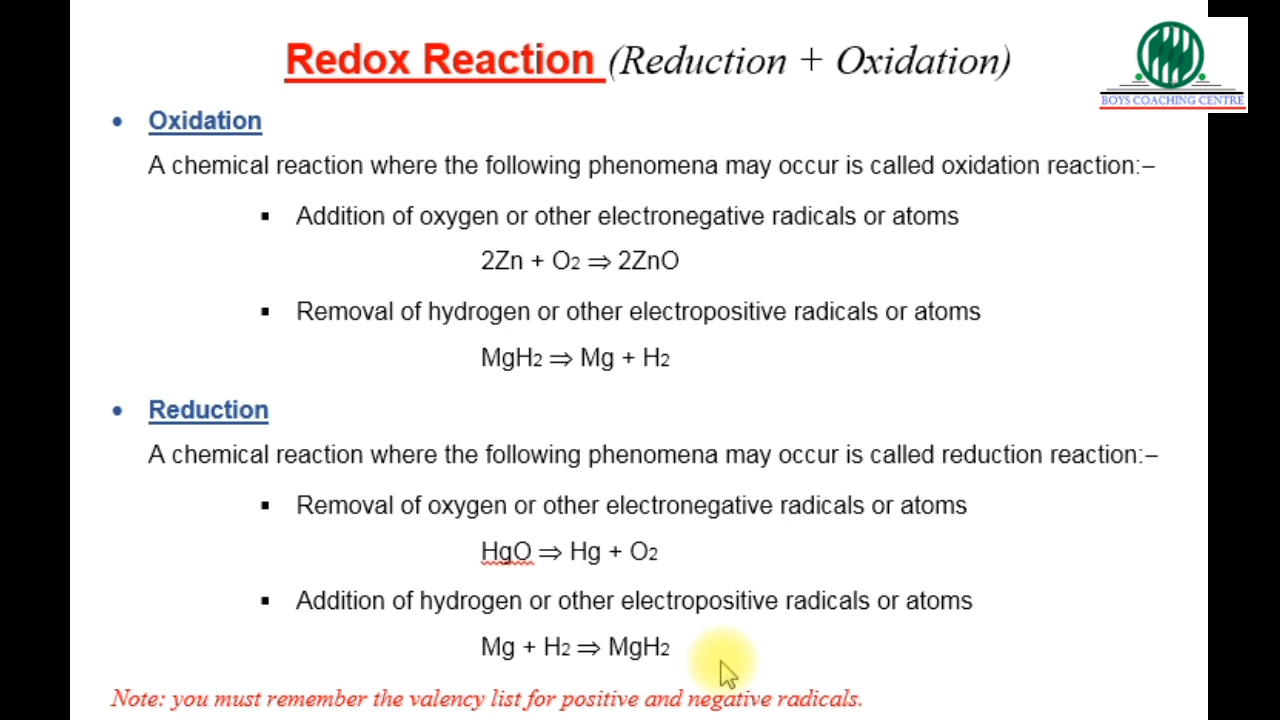 Redox Reaction (Reduction + Oxidation)
BOYS COACHING CENTRE
• Oxidation
A chemical reaction where the following phenomena may occur is called oxidation reaction:–
▪ Addition of oxygen or other electronegative radicals or atoms
2Zn + O₂ ⇒ 2ZnO
▪ Removal of hydrogen or other electropositive radicals or atoms
MgH₂ ⇒ Mg + H₂
• Reduction
A chemical reaction where the following phenomena may occur is called reduction reaction:–
▪ Removal of oxygen or other electronegative radicals or atoms
HgO ⇒ Hg + O₂
▪ Addition of hydrogen or other electropositive radicals or atoms
Mg + H₂ ⇒ MgH₂
Note: you must remember the valency list for positive and negative radicals.